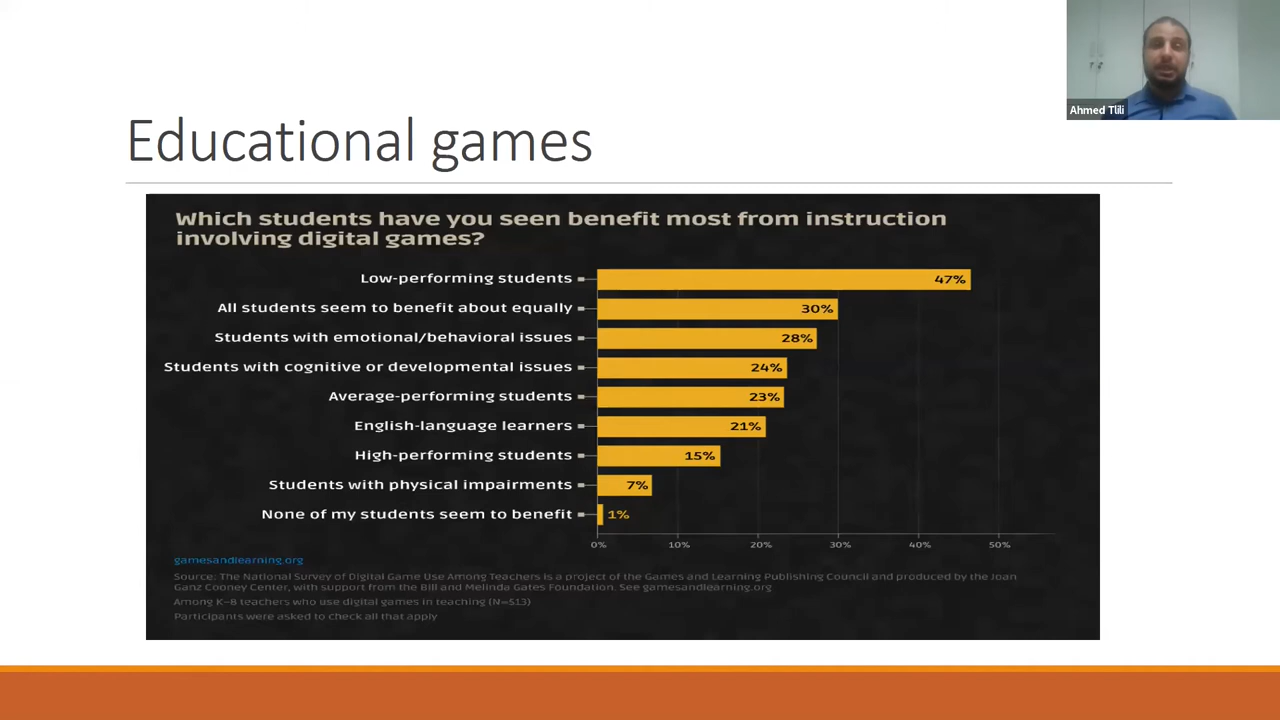 Ahmed Tlili
Educational games
Which students have you seen benefit most from instruction
involving digital games?
Low-performing students 47%
All students seem to benefit about equally 30%
Students with emotional/behavioral issues 28%
Students with cognitive or developmental issues 24%
Average-performing students 23%
English-language learners 21%
High-performing students 15%
Students with physical impairments 7%
None of my students seem to benefit 1%
0% 10% 20% 30% 40% 50%
gamesandlearning.org
Source: The National Survey of Digital Game Use Among Teachers is a project of the Games and Learning Publishing Council and produced by the Joan
Ganz Cooney Center, with support from the Bill and Melinda Gates Foundation. See gamesandlearning.org
Among K–8 teachers who use digital games in teaching (N=513)
Participants were asked to check all that apply